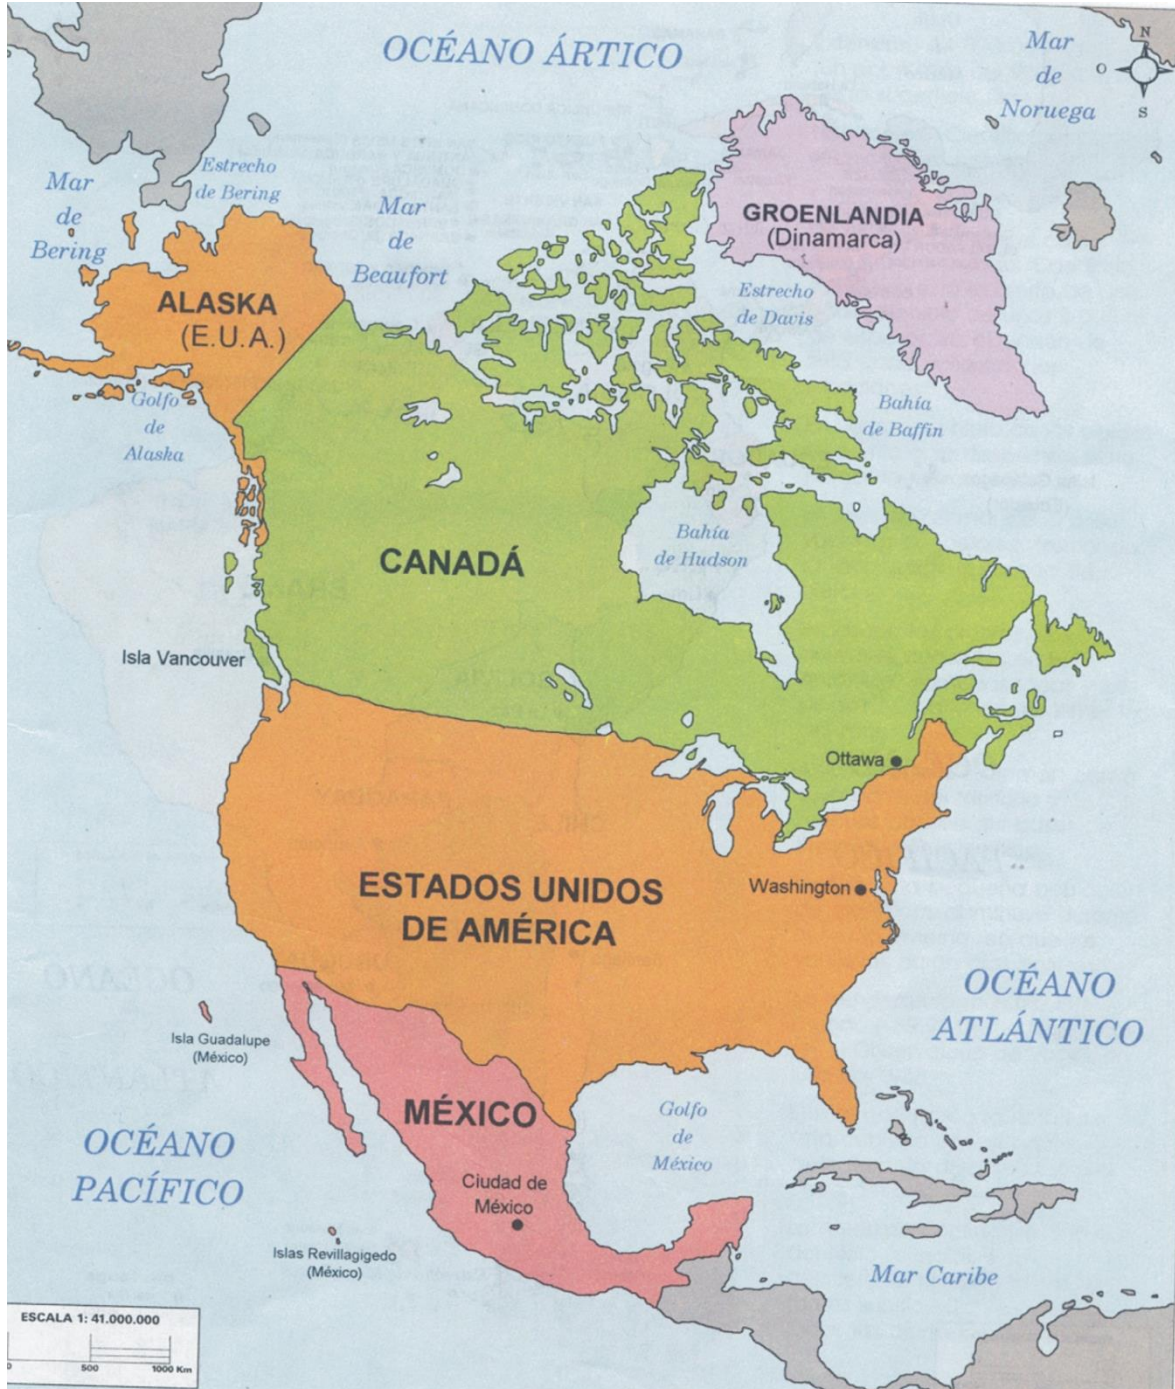 OCÉANO ÁRTICO
Mar
de
Noruega
N
O
S
Estrecho
de Bering
Mar
de
Bering
Mar
de
Beaufort
GROENLANDIA
(Dinamarca)
Estrecho
de Davis
ALASKA
(E.U.A.)
Golfo
de
Alaska
Bahía
de Baffin
Bahía
de Hudson
CANADÁ
Isla Vancouver
Ottawa
Washington
ESTADOS UNIDOS
DE AMÉRICA
OCÉANO
ATLÁNTICO
Isla Guadalupe
(México)
MÉXICO
Golfo
de
México
OCÉANO
PACÍFICO
Ciudad de
México
Islas Revillagigedo
(México)
Mar Caribe
ESCALA 1: 41.000.000
0 500 1000 Km